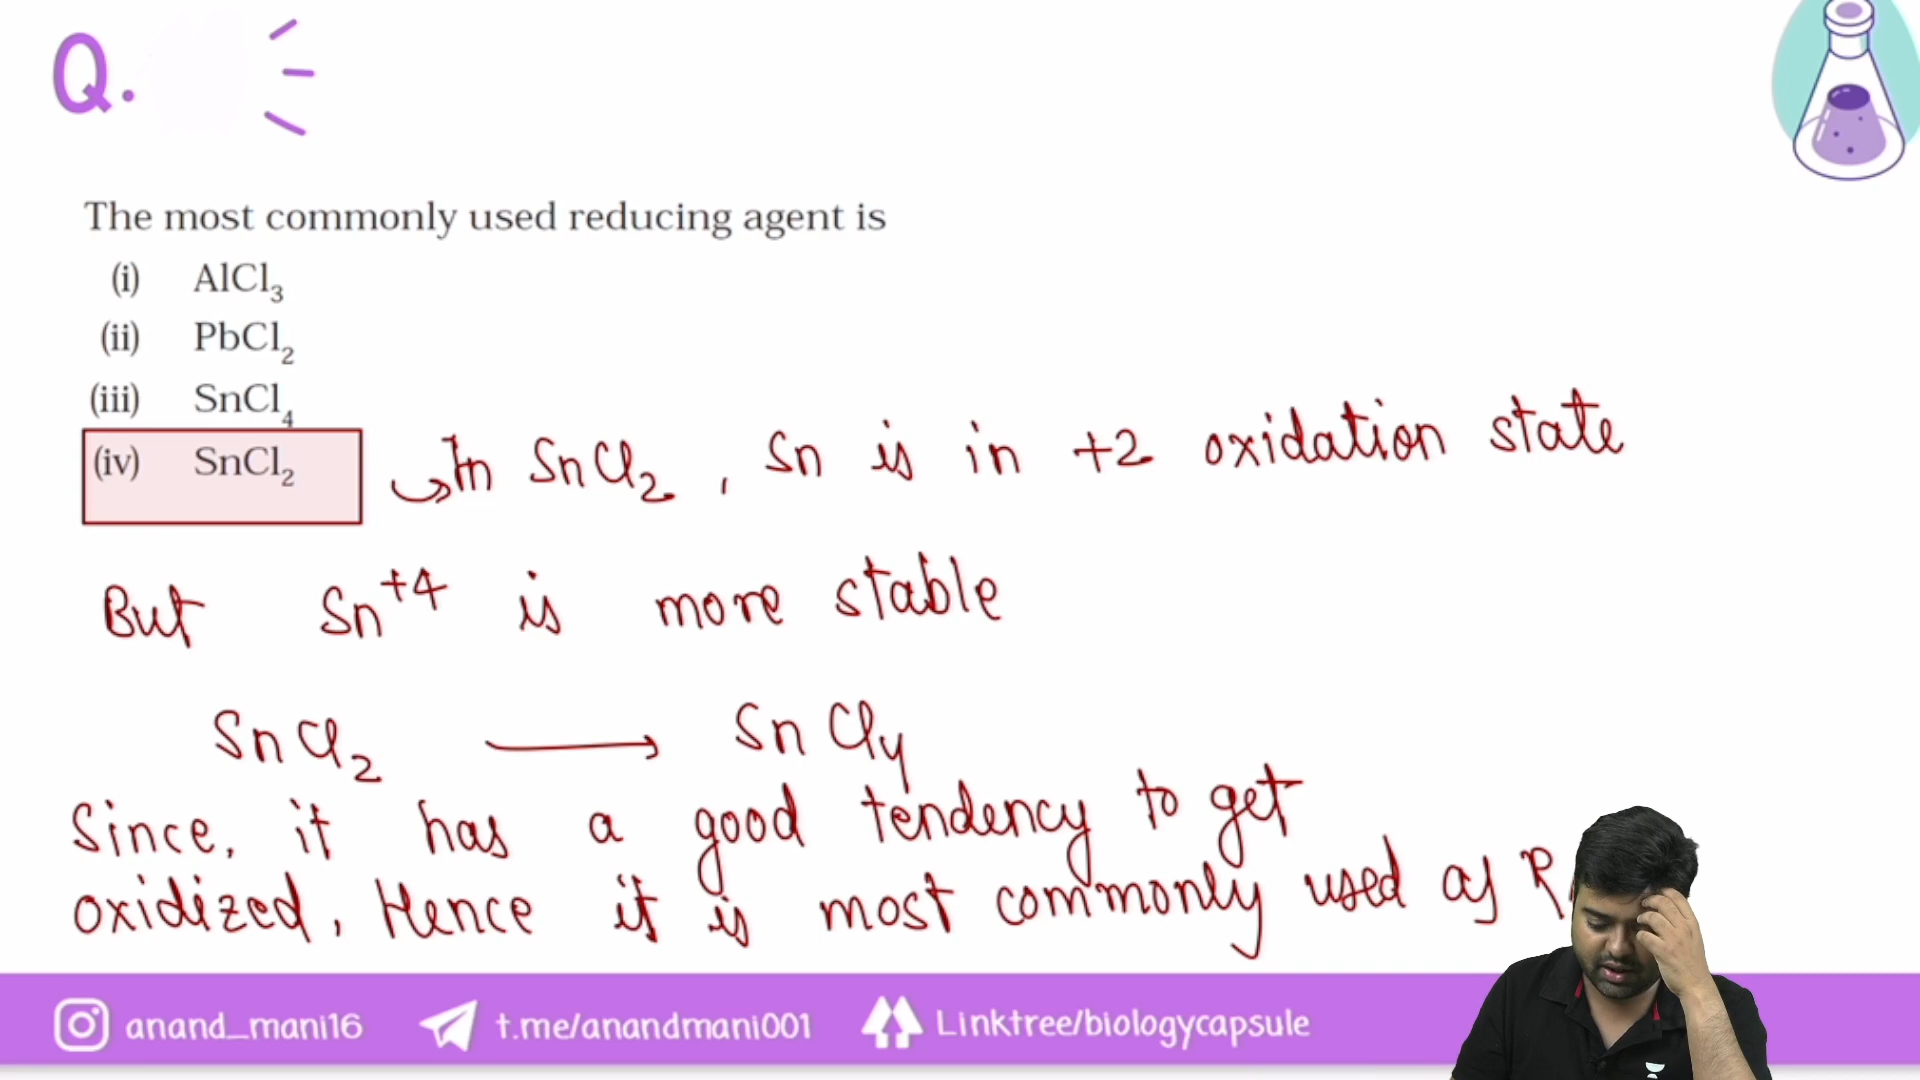 Q.
The most commonly used reducing agent is
(i) AlCl₃
(ii) PbCl₂
(iii) SnCl₄
(iv) SnCl₂
In SnCl₂, Sn is in +2 oxidation state
But Sn⁺⁴ is more stable
SnCl₂ → SnCl₄
Since, it has a good tendency to get
oxidized, Hence it is most commonly used as R
anand_mani16 t.me/anandmani001 Linktree/biologycapsule